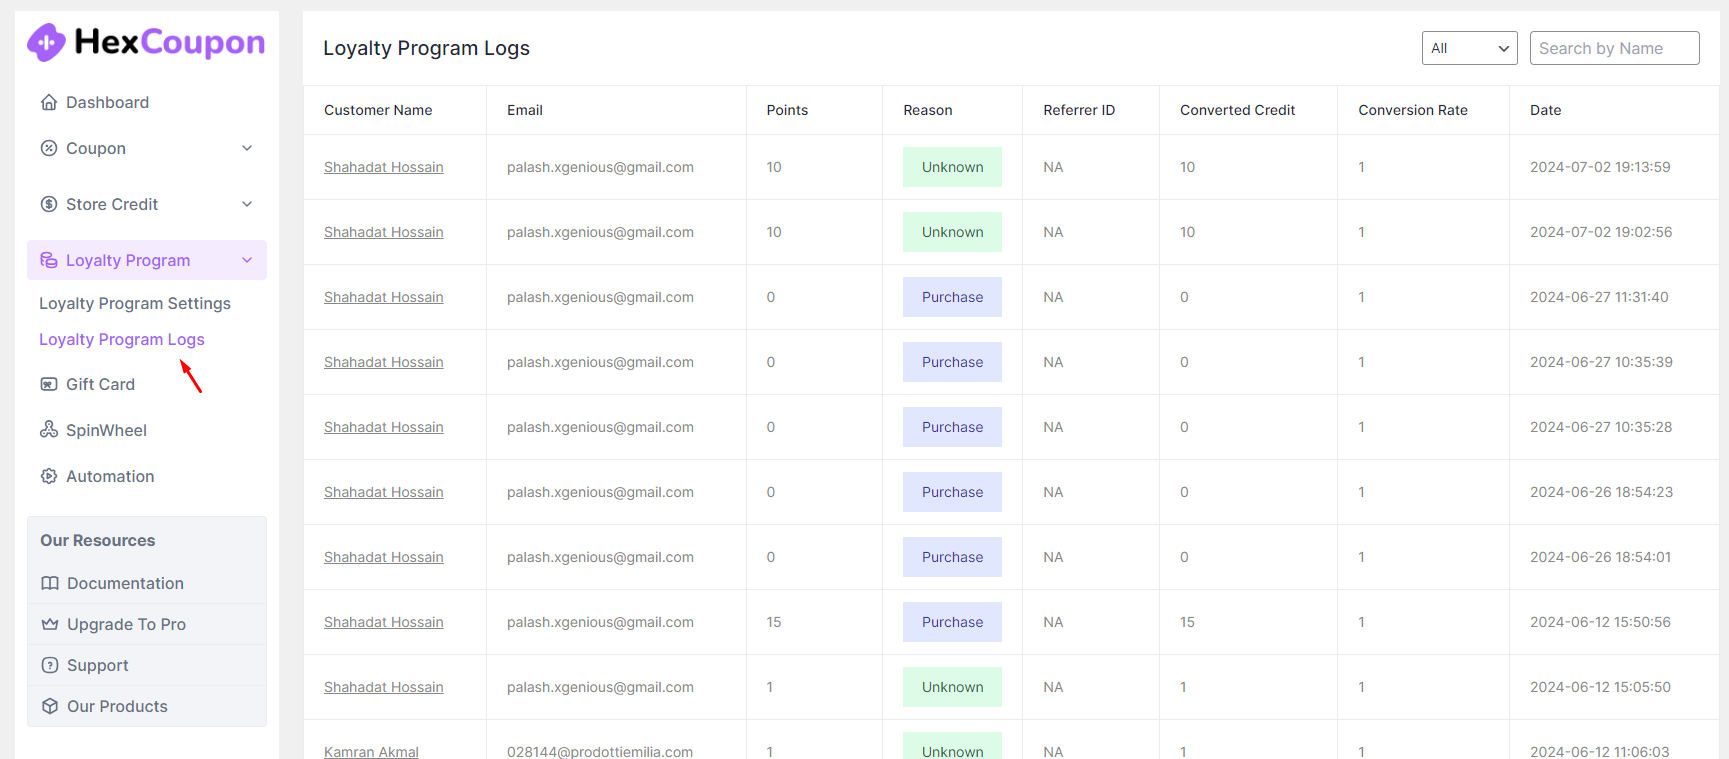 HexCoupon
Dashboard
Coupon
Store Credit
Loyalty Program
Loyalty Program Settings
Loyalty Program Logs
Gift Card
SpinWheel
Automation
Our Resources
Documentation
Upgrade To Pro
Support
Our Products
Loyalty Program Logs
All
Search by Name
Customer Name Email Points Reason Referrer ID Converted Credit Conversion Rate Date
Shahadat Hossain palash.xgenious@gmail.com 10 Unknown NA 10 1 2024-07-02 19:13:59
Shahadat Hossain palash.xgenious@gmail.com 10 Unknown NA 10 1 2024-07-02 19:02:56
Shahadat Hossain palash.xgenious@gmail.com 0 Purchase NA 0 1 2024-06-27 11:31:40
Shahadat Hossain palash.xgenious@gmail.com 0 Purchase NA 0 1 2024-06-27 10:35:39
Shahadat Hossain palash.xgenious@gmail.com 0 Purchase NA 0 1 2024-06-27 10:35:28
Shahadat Hossain palash.xgenious@gmail.com 0 Purchase NA 0 1 2024-06-26 18:54:23
Shahadat Hossain palash.xgenious@gmail.com 0 Purchase NA 0 1 2024-06-26 18:54:01
Shahadat Hossain palash.xgenious@gmail.com 15 Purchase NA 15 1 2024-06-12 15:50:56
Shahadat Hossain palash.xgenious@gmail.com 1 Unknown NA 1 1 2024-06-12 15:05:50
Kamran Akmal 028144@prodottiemilia.com 1 Unknown NA 1 1 2024-06-12 11:06:03